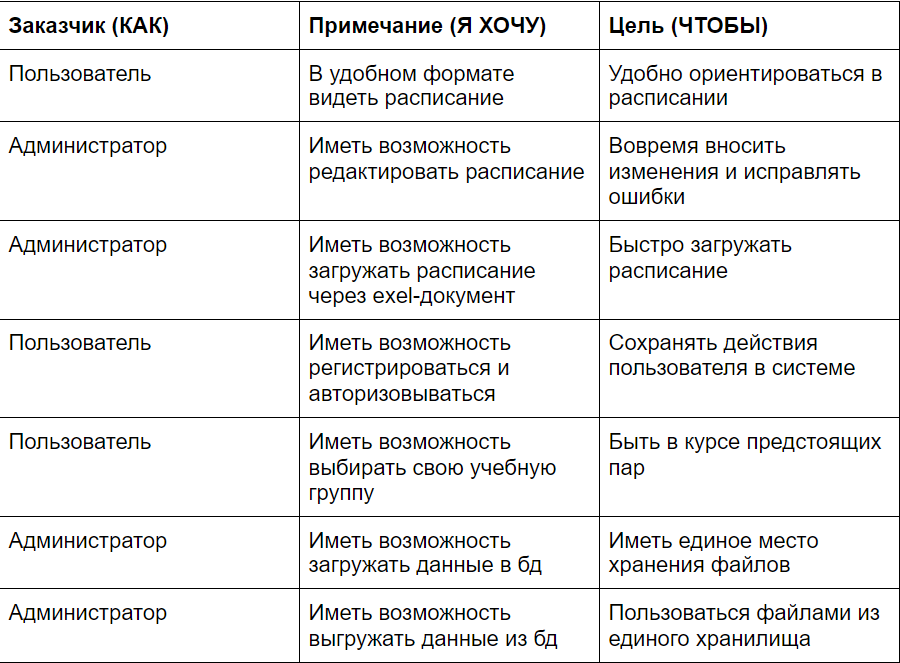 Заказчик (КАК)
Примечание (Я ХОЧУ)
Цель (ЧТОБЫ)
Пользователь
В удобном формате
видеть расписание
Удобно ориентироваться в
расписании
Администратор
Иметь возможность
редактировать расписание
Вовремя вносить
изменения и исправлять
ошибки
Администратор
Иметь возможность
загружать расписание
через exel-документ
Быстро загружать
расписание
Пользователь
Иметь возможность
регистрироваться и
авторизовываться
Сохранять действия
пользователя в системе
Пользователь
Иметь возможность
выбирать свою учебную
группу
Быть в курсе предстоящих
пар
Администратор
Иметь возможность
загружать данные в бд
Иметь единое место
хранения файлов
Администратор
Иметь возможность
выгружать данные из бд
Пользоваться файлами из
единого хранилища